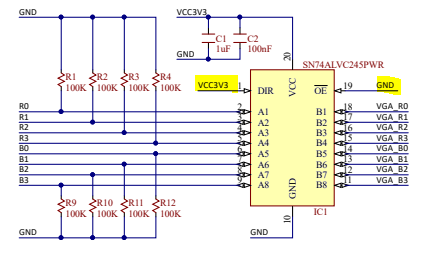 GND VCC3V3
C1 C2
1uF 100nF
GND
20
SN74ALVC245PWR
R1 R2 R3 R4
100K 100K 100K 100K
VCC3V3 1 DIR VCC OE 19 GND
R0 2 A1 B1 18 VGA_R0
R1 3 A2 B2 17 VGA_R1
R2 4 A3 B3 16 VGA_R2
R3 5 A4 B4 15 VGA_R3
B0 6 A5 B5 14 VGA_B0
B1 7 A6 B6 13 VGA_B1
B2 8 A7 B7 12 VGA_B2
B3 9 A8 B8 11 VGA_B3
GND
R9 R10 R11 R12
100K 100K 100K 100K
10 IC1
GND GND